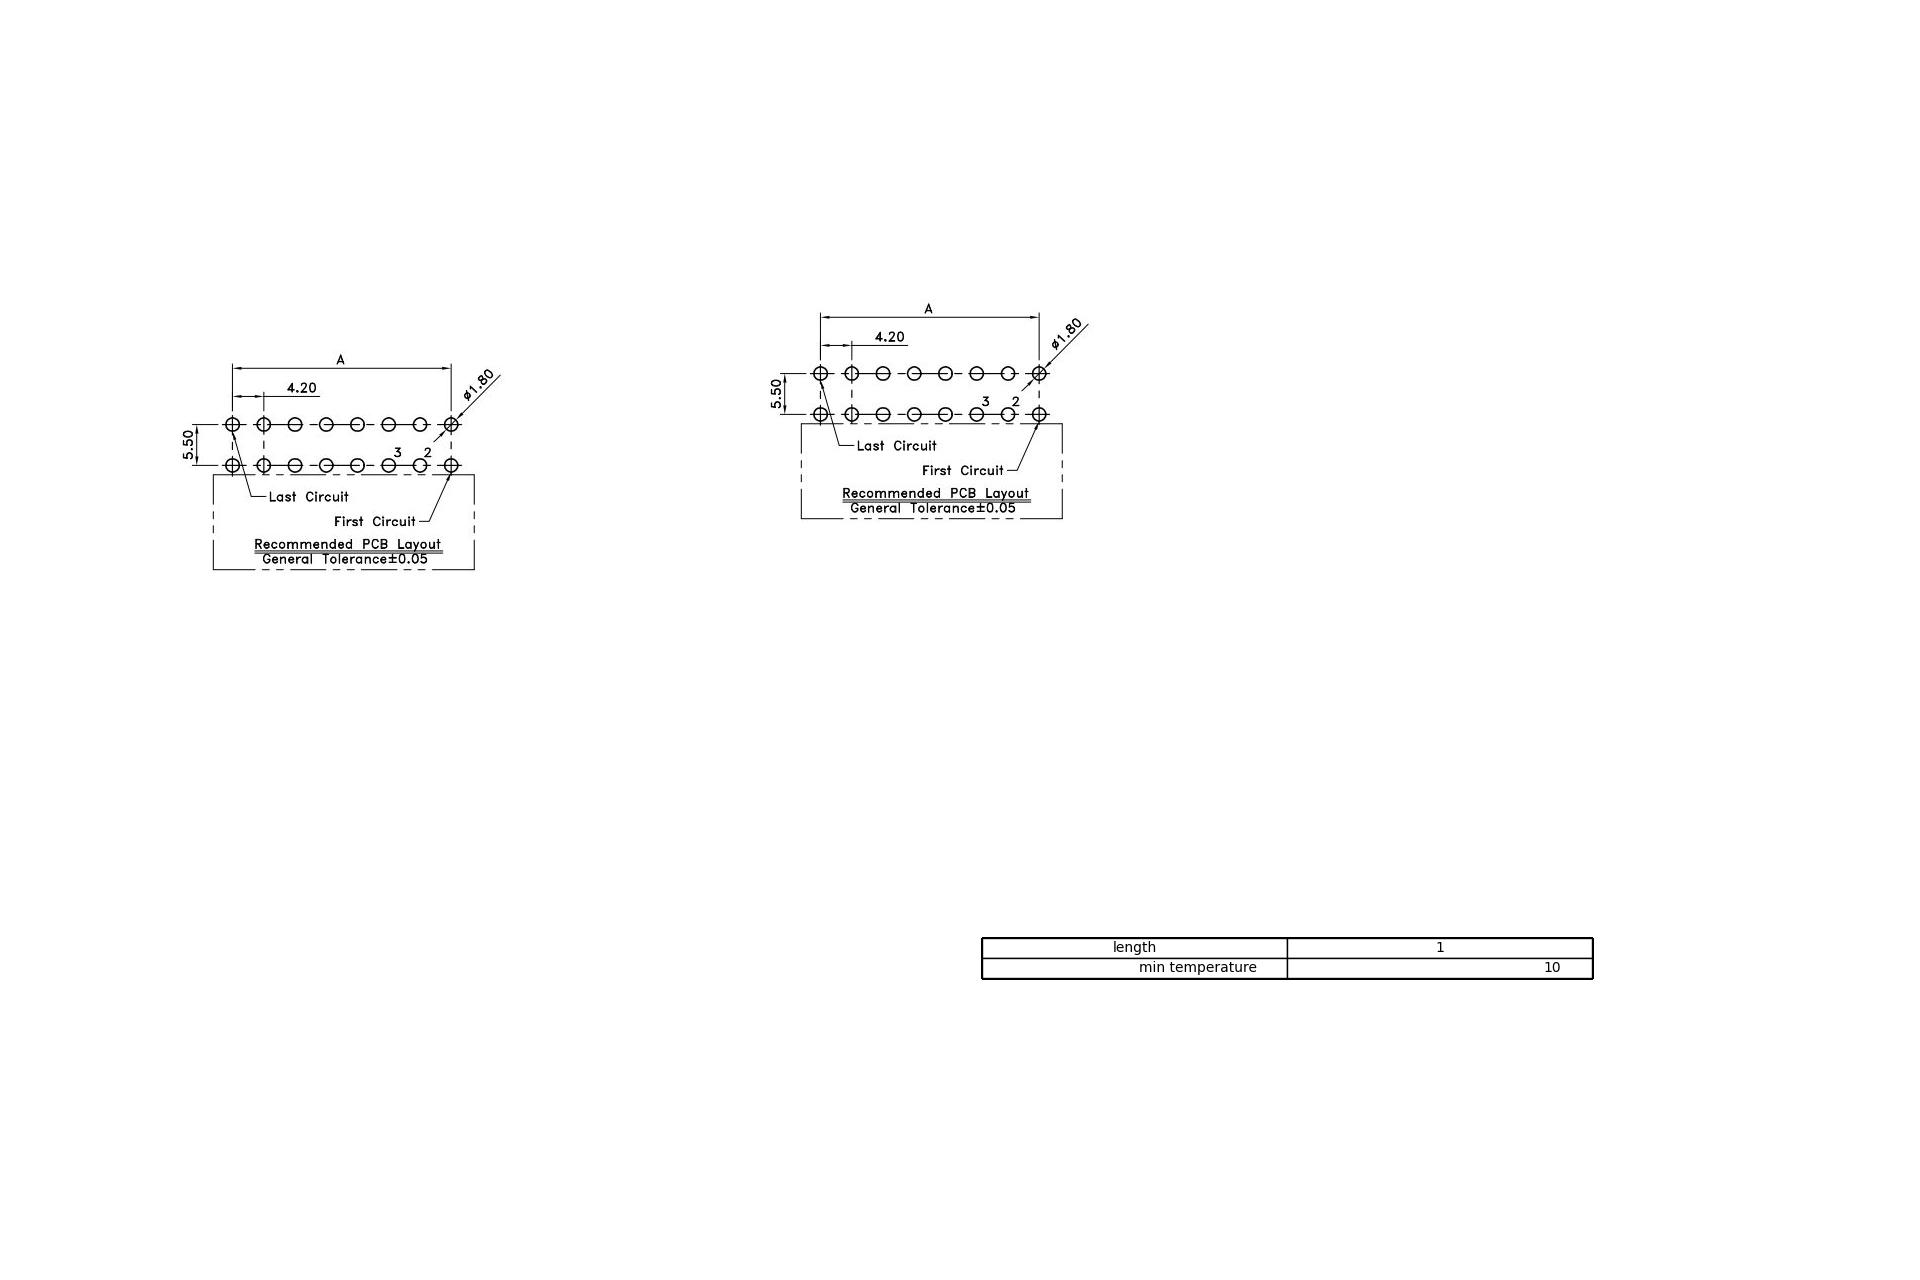 A
4.20
ø1.80
5.50
3 2
Last Circuit
First Circuit
Recommended PCB Layout
General Tolerance±0.05
A
4.20
ø1.80
5.50
3 2
Last Circuit
First Circuit
Recommended PCB Layout
General Tolerance±0.05
length 1
min temperature 10